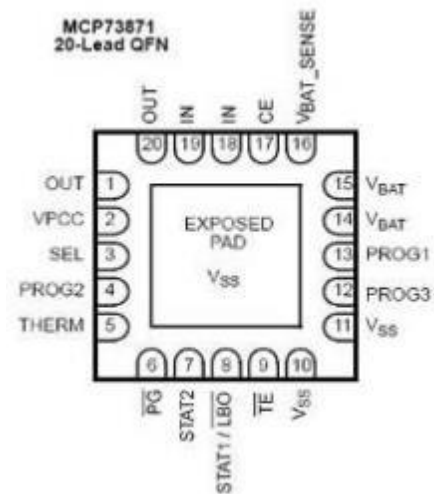 MCP73871
20-Lead QFN
OUT
IN
IN
CE
VBAT_SENSE
20
19
18
17
16
OUT 1
VPCC 2
SEL 3
PROG2 4
THERM 5
EXPOSED
PAD
VSS
15 VBAT
14 VBAT
13 PROG1
12 PROG3
11 VSS
6
7
8
9
10
PG
STAT2
STAT1 / LBO
TE
VSS